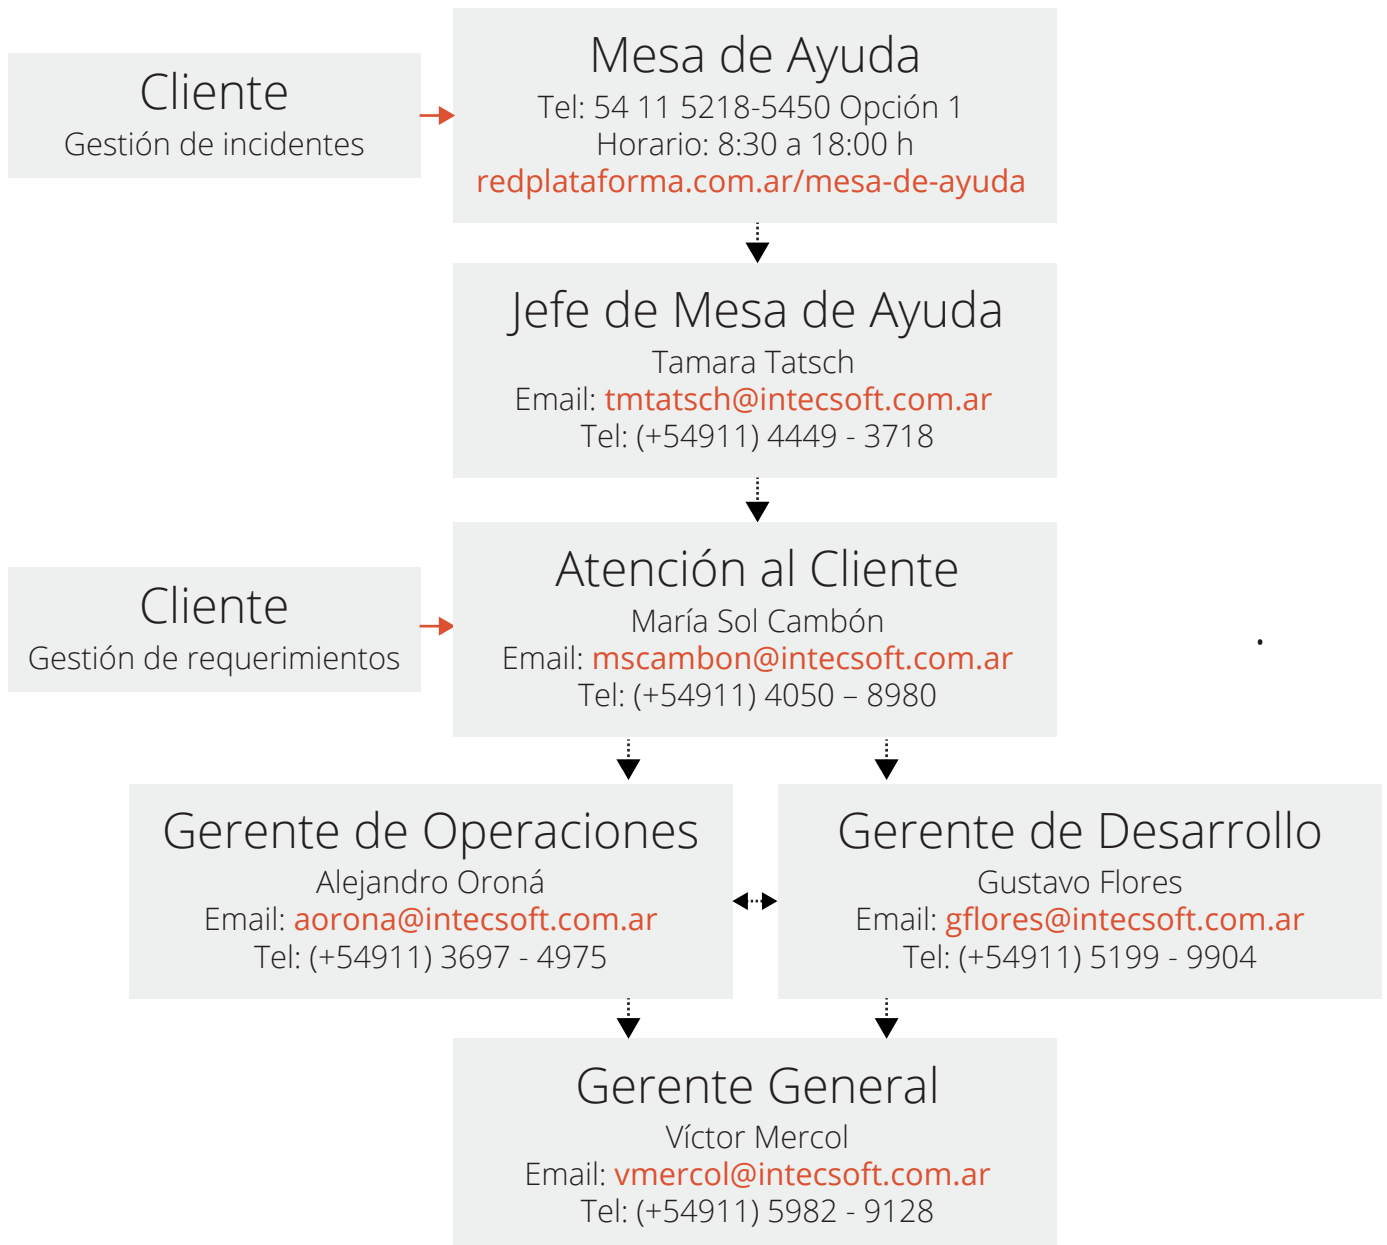 Cliente
Gestión de incidentes
Mesa de Ayuda
Tel: 54 11 5218-5450 Opción 1
Horario: 8:30 a 18:00 h
redplataforma.com.ar/mesa-de-ayuda
Jefe de Mesa de Ayuda
Tamara Tatsch
Email: tmtatsch@intecsoft.com.ar
Tel: (+54911) 4449 - 3718
Cliente
Gestión de requerimientos
Atención al Cliente
María Sol Cambón
Email: mscambon@intecsoft.com.ar
Tel: (+54911) 4050 – 8980
.
Gerente de Operaciones
Alejandro Oroná
Email: aorona@intecsoft.com.ar
Tel: (+54911) 3697 - 4975
Gerente de Desarrollo
Gustavo Flores
Email: gflores@intecsoft.com.ar
Tel: (+54911) 5199 - 9904
Gerente General
Víctor Mercol
Email: vmercol@intecsoft.com.ar
Tel: (+54911) 5982 - 9128